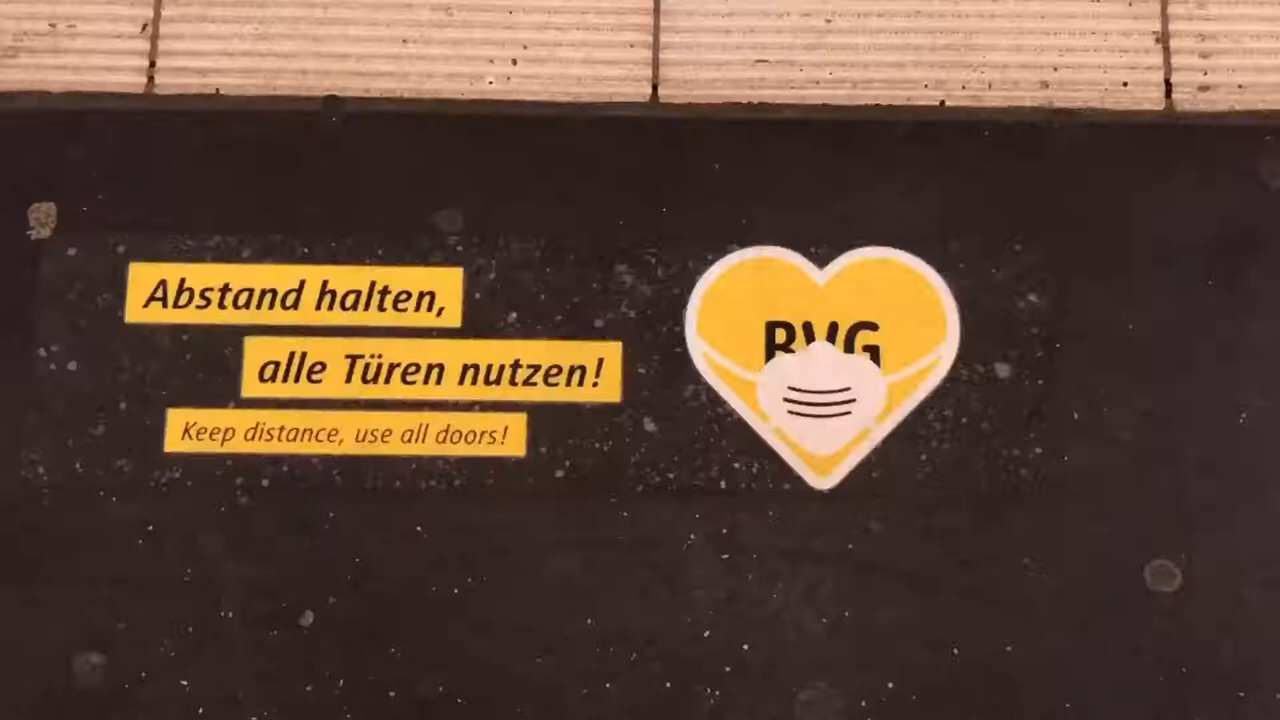 Abstand halten,
alle Türen nutzen!
Keep distance, use all doors!
BVG